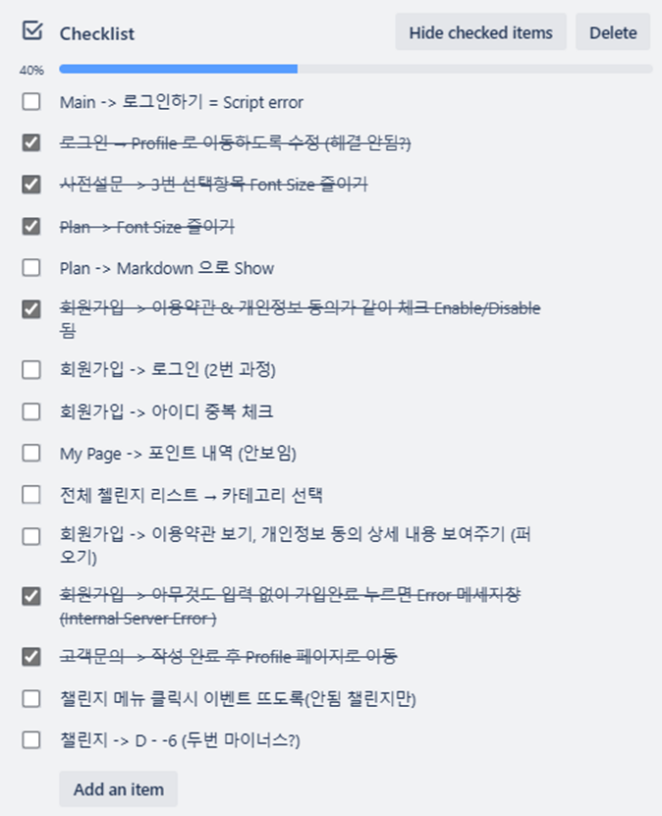 Checklist
Hide checked items
Delete
40%
Main -> 로그인하기 = Script error
로그인 → Profile 로 이동하도록 수정 (해결 안됨?)
사전설문 -> 3번 선택항목 Font Size 줄이기
Plan -> Font Size 줄이기
Plan -> Markdown 으로 Show
회원가입 -> 이용약관 & 개인정보 동의가 같이 체크 Enable/Disable
됨
회원가입 -> 로그인 (2번 과정)
회원가입 -> 아이디 중복 체크
My Page -> 포인트 내역 (안보임)
전체 첼린지 리스트 → 카테고리 선택
회원가입 -> 이용약관 보기, 개인정보 동의 상세 내용 보여주기 (퍼
오기)
회원가입 -> 아무것도 입력 없이 가입완료 누르면 Error 메세지창
(Internal Server Error )
고객문의 -> 작성 완료 후 Profile 페이지로 이동
챌린지 메뉴 클릭시 이벤트 뜨도록(안됨 챌린지만)
챌린지 -> D - -6 (두번 마이너스?)
Add an item